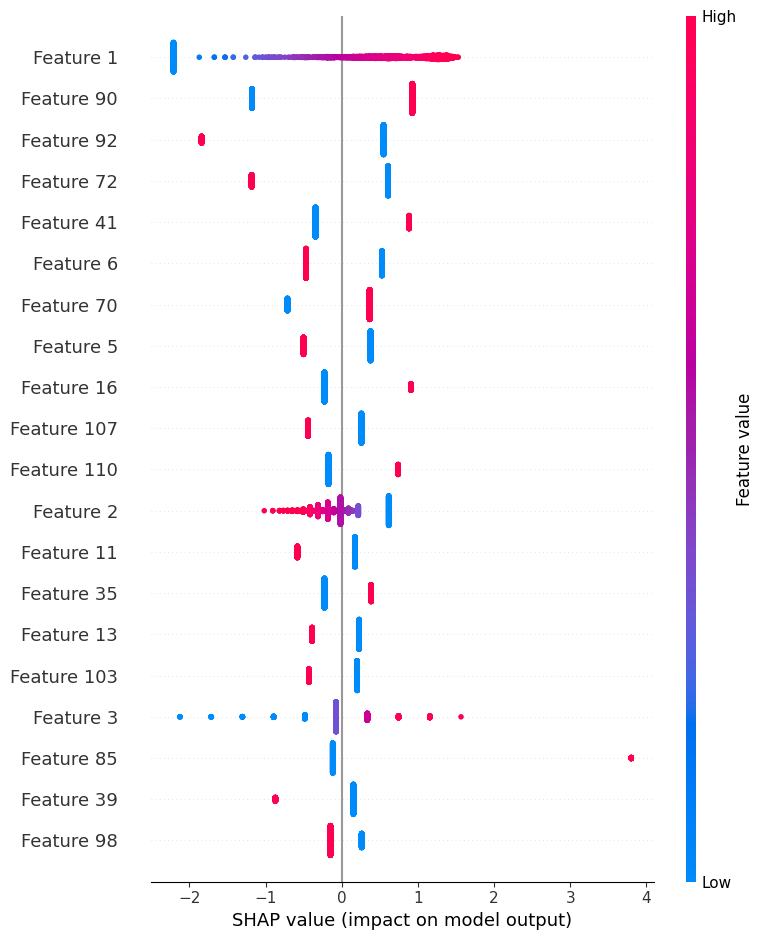 High
Feature 1
Feature 90
Feature 92
Feature 72
Feature 41
Feature 6
Feature 70
Feature 5
Feature 16
Feature 107
Feature 110
Feature 2
Feature 11
Feature 35
Feature 13
Feature 103
Feature 3
Feature 85
Feature 39
Feature 98
Feature value
Low
−2 −1 0 1 2 3 4
SHAP value (impact on model output)